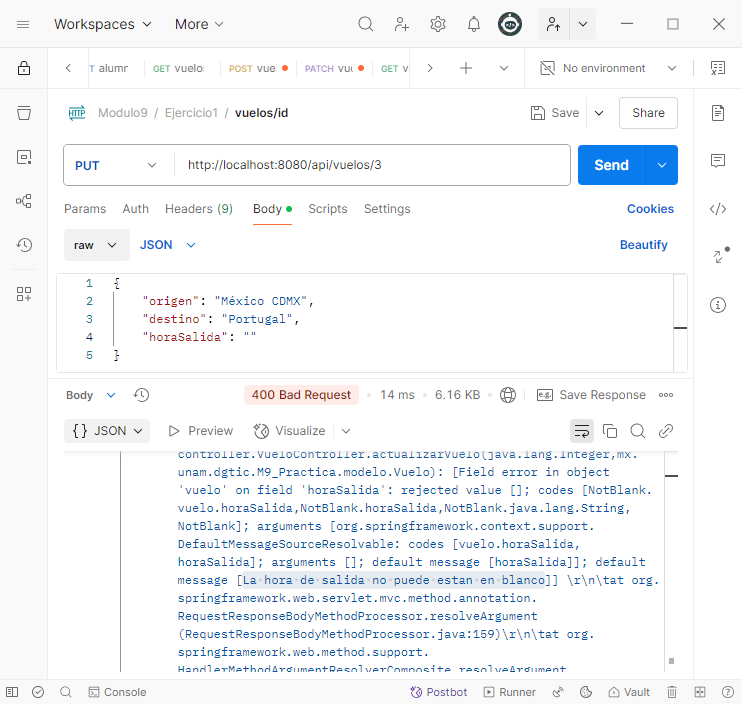 Workspaces More
T alumr GET vuelo: POST vue GET PATCH vu GET v No environment
HTTP Modulo9 / Ejercicio1 / vuelos/id Save Share
PUT http://localhost:8080/api/vuelos/3 Send
Params Auth Headers (9) Body Scripts Settings Cookies
raw JSON Beautify
1 {
2 "origen": "México CDMX",
3 "destino": "Portugal",
4 "horaSalida": ""
5 }
Body 400 Bad Request • 14 ms • 6.16 KB • e.g. Save Response
{} JSON Preview Visualize
controller.VueloController.actualizarVuelo(java.lang.Integer,mx.
unam.dgtic.M9_Practica.modelo.Vuelo): [Field error in object
'vuelo' on field 'horaSalida': rejected value []; codes [NotBlank.
vuelo.horaSalida,NotBlank.horaSalida,NotBlank.java.lang.String,
NotBlank]; arguments [org.springframework.context.support.
DefaultMessageSourceResolvable: codes [vuelo.horaSalida,
horaSalida]; arguments []; default message [horaSalida]]; default
message [La hora de salida no puede estan en blanco]] \r\n\tat org.
springframework.web.servlet.mvc.method.annotation.
RequestResponseBodyMethodProcessor.resolveArgument
(RequestResponseBodyMethodProcessor.java:159)\r\n\tat org.
springframework.web.method.support.
HandlerMethodArgumentResolverComposite.resolveArgument
Console Postbot Runner Vault